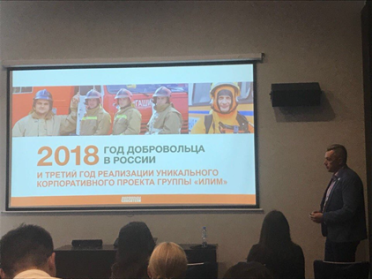 2018 ГОД ДОБРОВОЛЬЦА
В РОССИИ
И ТРЕТИЙ ГОД РЕАЛИЗАЦИИ УНИКАЛЬНОГО
КОРПОРАТИВНОГО ПРОЕКТА ГРУППЫ «ИЛИМ»